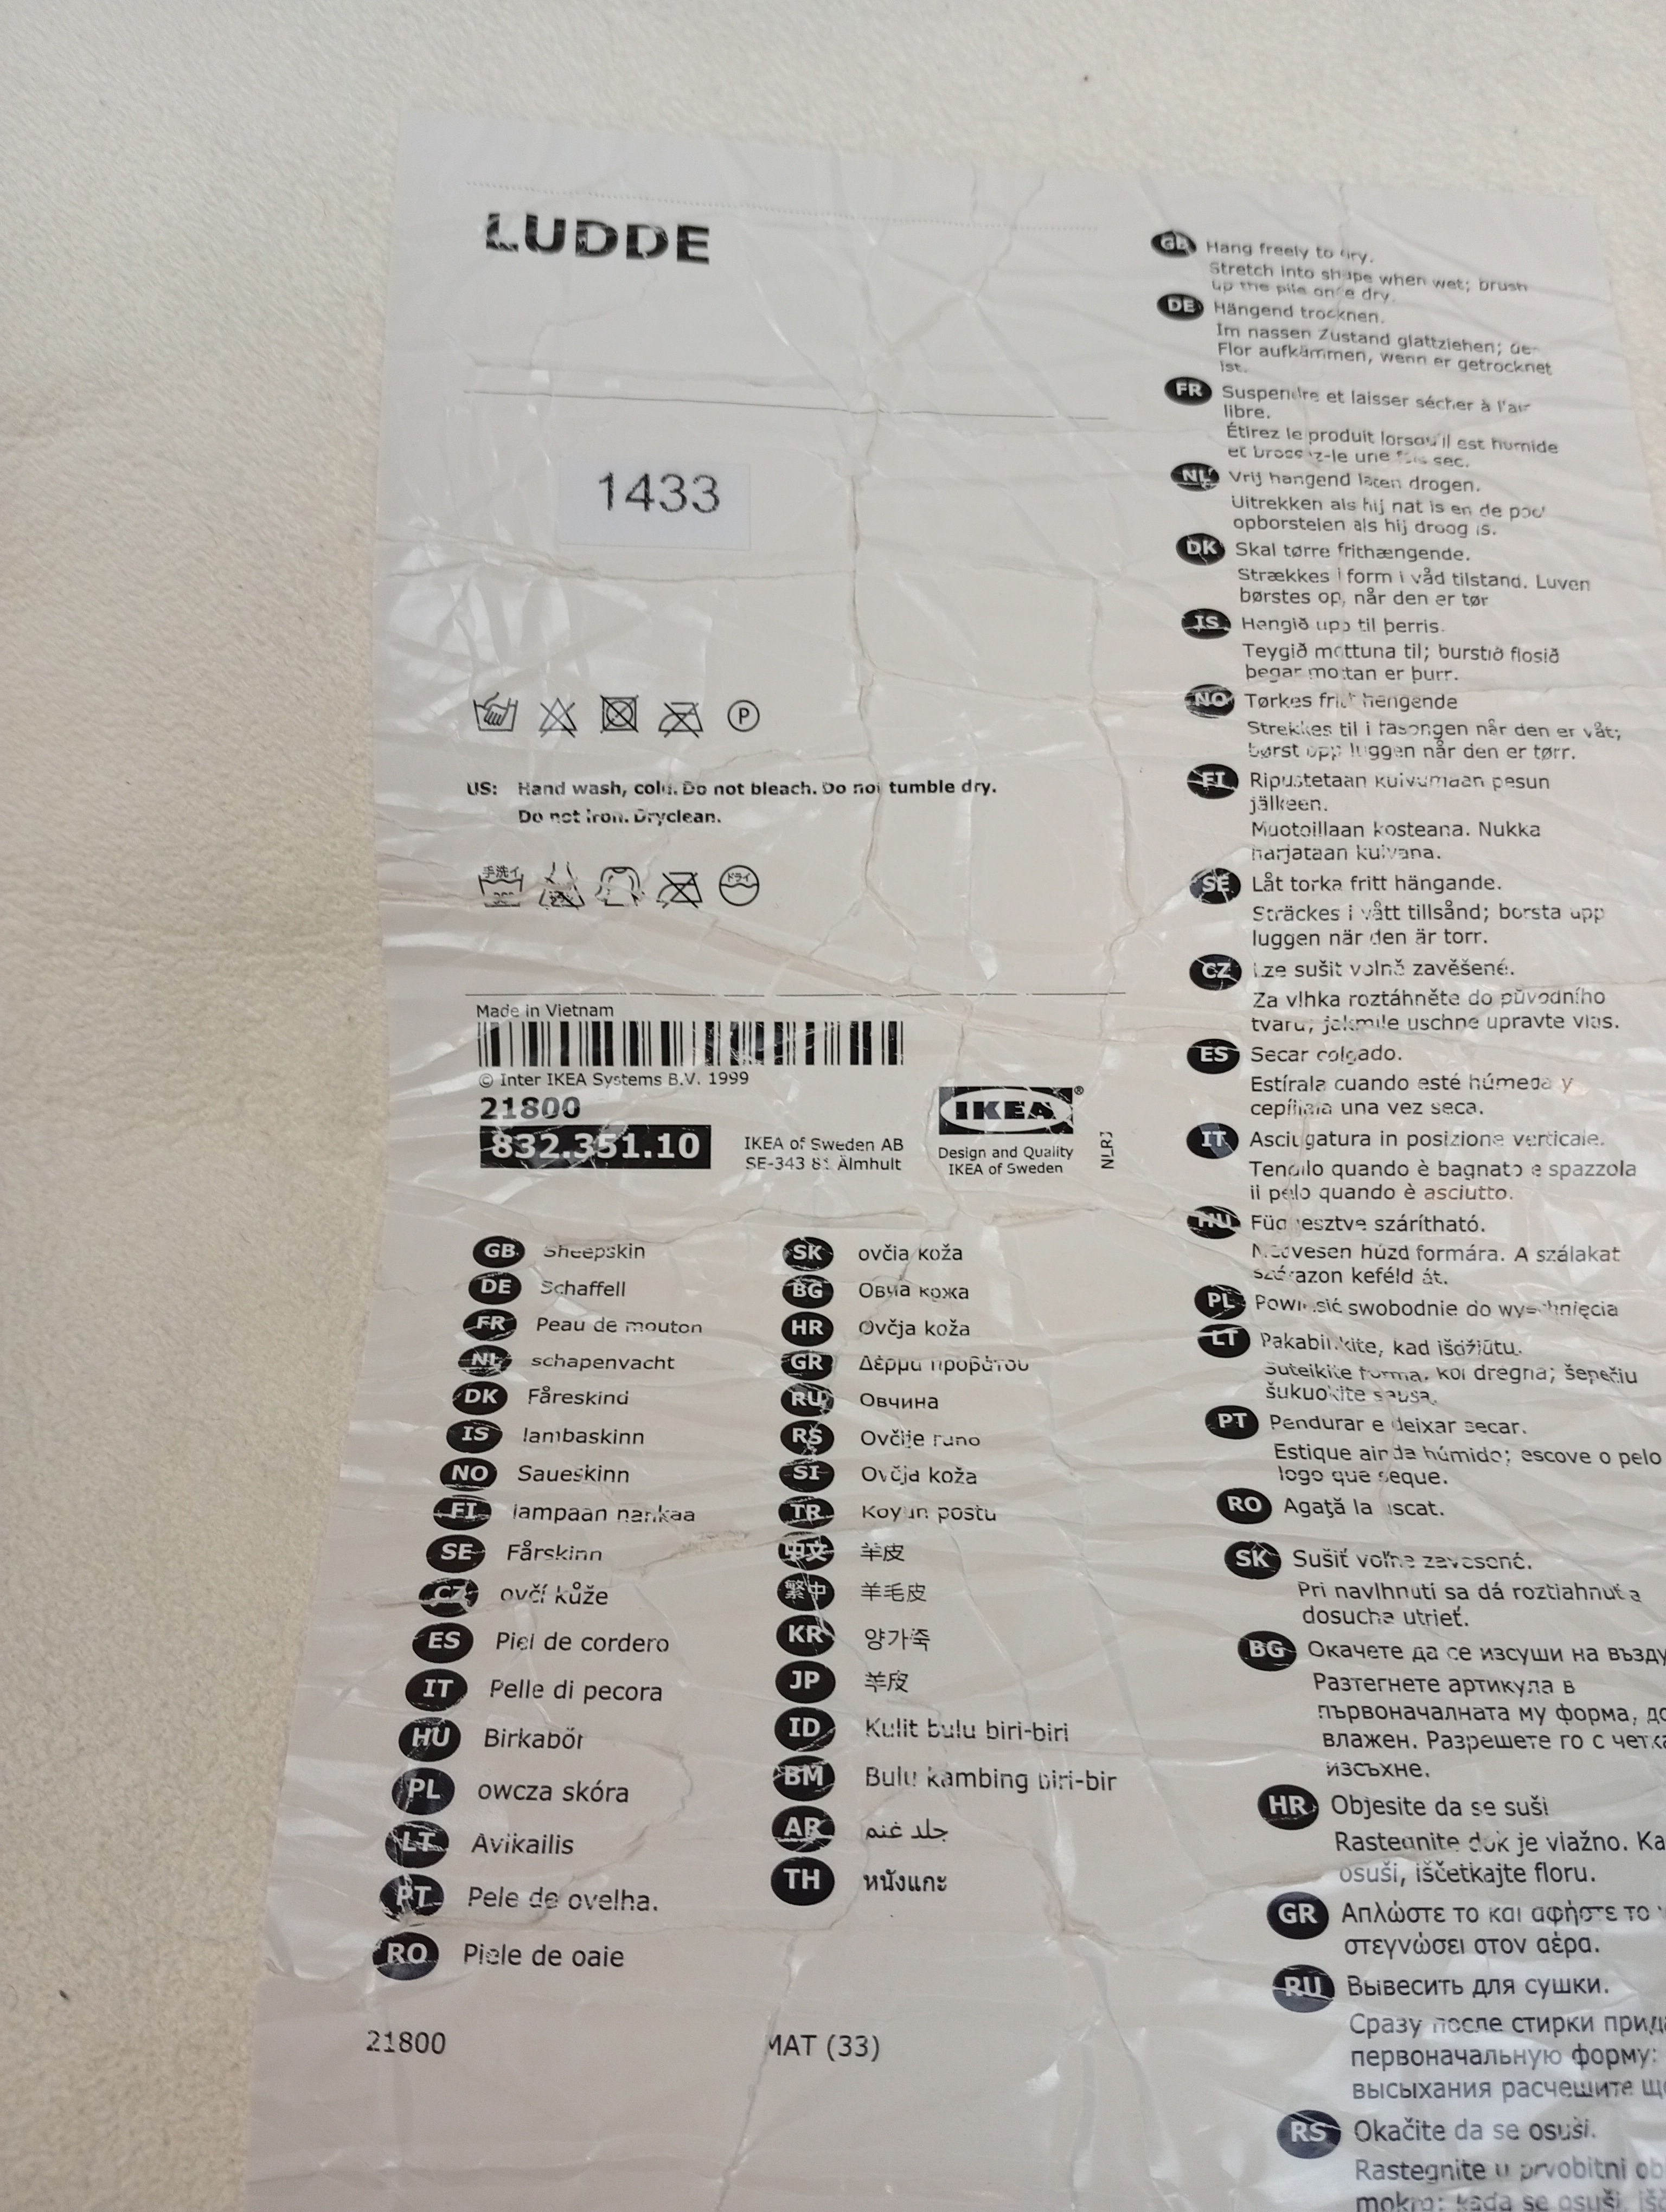 LUDDE
1433
P
US: Hand wash, cold. Do not bleach. Do not tumble dry.
Do not iron. Dryclean.
手洗イ
ドライ
Made in Vietnam
© Inter IKEA Systems B.V. 1999
21800
832.351.10
IKEA of Sweden AB
SE-343 81 Älmhult
IKEA®
Design and Quality
IKEA of Sweden
GB Sheepskin
DE Schaffell
FR Peau de mouton
NL schapenvacht
DK Fåreskind
IS lambaskinn
NO Saueskinn
FI lampaan nahkaa
SE Fårskinn
CZ ovčí kůže
ES Piel de cordero
IT Pelle di pecora
HU Birkabőr
PL owcza skóra
LT Avikailis
PT Pele de ovelha.
RO Piele de oaie
SK ovčia koža
BG Овча кожа
HR Ovčja koža
GR Δέρμα προβάτου
RU Овчина
RS Ovčije runo
SI Ovčja koža
TR Koyun postu
中文 羊皮
繁中 羊毛皮
KR 양가죽
JP 羊皮
ID Kulit bulu biri-biri
BM Bulu kambing biri-bir
AR جلد غنم
TH หนังแกะ
21800
MAT (33)
GB Hang freely to dry.
Stretch into shape when wet; brush
up the pile once dry.
DE Hängend trocknen.
Im nassen Zustand glattziehen;
Flor aufkämmen, wenn er getrocknet
ist.
FR Suspendre et laisser sécher à l'air
libre.
Étirez le produit lorsqu'il est humide
et brossez-le une fois sec.
NL Vrij hangend laten drogen.
Uitrekken als hij nat is en de pool
opborstelen als hij droog is.
DK Skal tørre frithængende.
Strækkes i form i våd tilstand. Luven
børstes op, når den er tør
IS Hengið upp til þerris.
Teygið mottuna til; burstið flosið
þegar mottan er þurr.
NO Tørkes fritt hengende
Strekkes til i fasongen når den er våt;
børst opp luggen når den er tørr.
FI Ripustetaan kuivumaan pesun
jälkeen.
Muotoillaan kosteana. Nukka
harjataan kuivana.
SE Låt torka fritt hängande.
Sträckes i vått tillsånd; borsta upp
luggen när den är torr.
CZ Lze sušit volně zavěšené.
Za vlhka roztáhněte do původního
tvaru; jakmile uschne upravte vlas.
ES Secar colgado.
Estírala cuando esté húmeda y
cepíllala una vez seca.
IT Asciugatura in posizione verticale.
Tendilo quando è bagnato e spazzola
il pelo quando è asciutto.
HU Függesztve szárítható.
Nedvesen húzd formára. A szálakat
szárazon keféld át.
PL Powiesić swobodnie do wyschnięcia
LT Pakabinkite, kad išdžiūtų.
Suteikite formą, kol drėgna; šepečiu
šukuokite sausą.
PT Pendurar e deixar secar.
Estique ainda húmido; escove o pelo
logo que seque.
RO Agaţă la uscat.
SK Sušiť voľne zavesené.
Pri navlhnutí sa dá roztiahnuť a
dosucha utrieť.
BG Окачете да се изсуши на възду
Разтегнете артикула в
първоначалната му форма, до
влажен. Разрешете го с четка
изсъхне.
HR Objesite da se suši
Rastegnite dok je vlažno. Ka
osuši, iščetkajte floru.
GR Απλώστε το και αφήστε το
στεγνώσει στον αέρα.
RU Вывесить для сушки.
Сразу после стирки прида
первоначальную форму;
высыхания расчешите щ
RS Okačite da se osuši.
Rastegnite u prvobitni ob
mokro; kada se osuši, išč